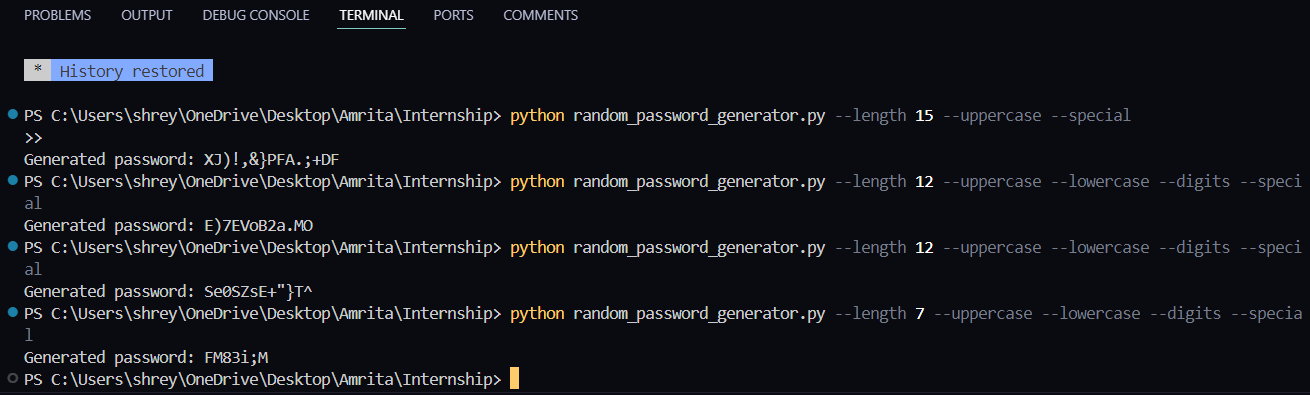 PROBLEMS OUTPUT DEBUG CONSOLE TERMINAL PORTS COMMENTS
* History restored
PS C:\Users\shrey\OneDrive\Desktop\Amrita\Internship> python random_password_generator.py --length 15 --uppercase --special
>>
Generated password: XJ)!,&}PFA.;+DF
PS C:\Users\shrey\OneDrive\Desktop\Amrita\Internship> python random_password_generator.py --length 12 --uppercase --lowercase --digits --speci
al
Generated password: E)7EVoB2a.MO
PS C:\Users\shrey\OneDrive\Desktop\Amrita\Internship> python random_password_generator.py --length 12 --uppercase --lowercase --digits --speci
al
Generated password: Se0SZsE+"}T^
PS C:\Users\shrey\OneDrive\Desktop\Amrita\Internship> python random_password_generator.py --length 7 --uppercase --lowercase --digits --specia
l
Generated password: FM83i;M
PS C:\Users\shrey\OneDrive\Desktop\Amrita\Internship>